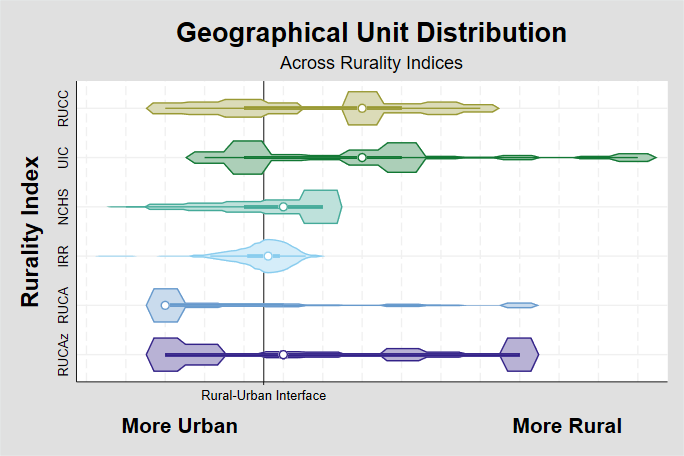 Geographical Unit Distribution
Across Rurality Indices
Rurality Index
RUCC
UIC
NCHS
IRR
RUCA
RUCAz
Rural-Urban Interface
More Urban
More Rural